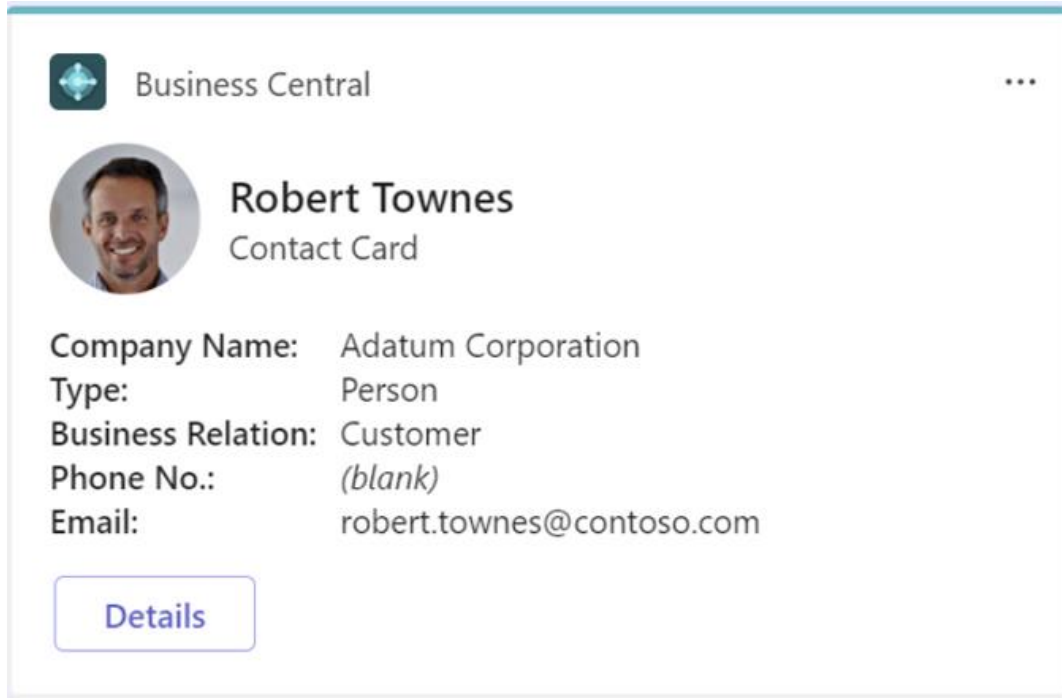 Business Central
...
Robert Townes
Contact Card
Company Name: Adatum Corporation
Type: Person
Business Relation: Customer
Phone No.: (blank)
Email: robert.townes@contoso.com
Details